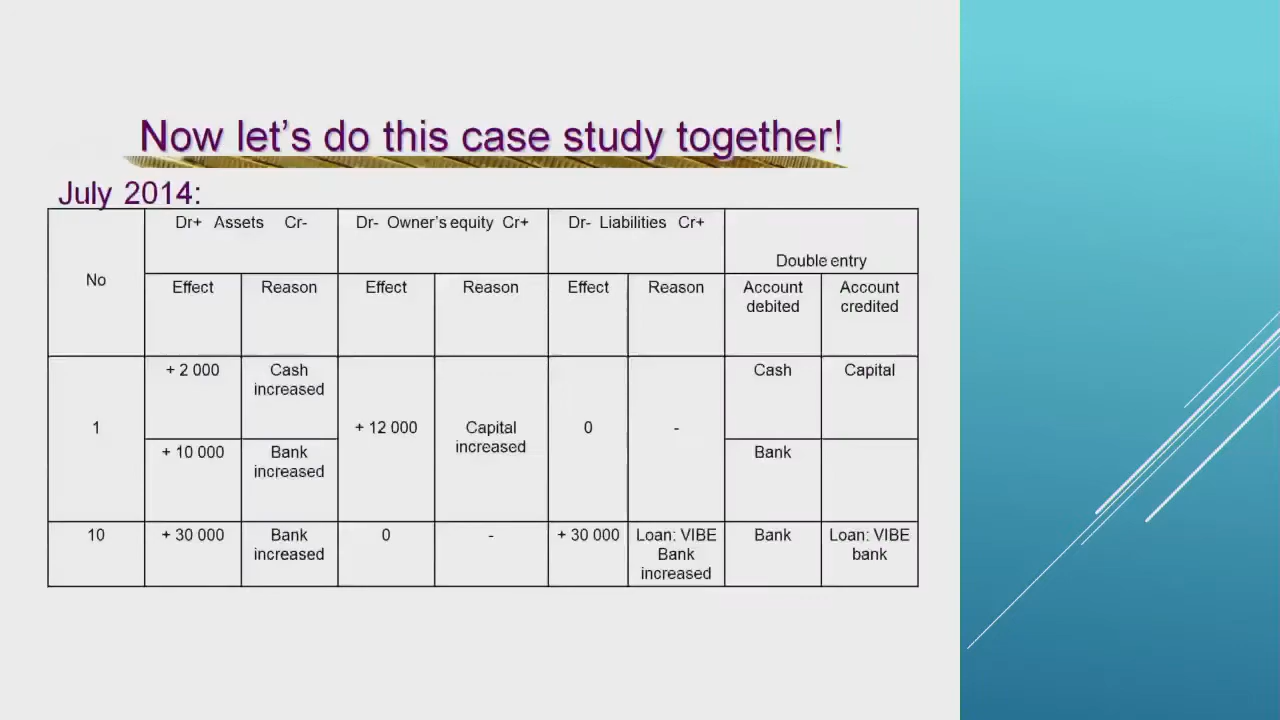 Now let's do this case study together!
July 2014:
No
Dr+ Assets Cr-
Dr- Owner's equity Cr+
Dr- Liabilities Cr+
Double entry
Effect
Reason
Effect
Reason
Effect
Reason
Account
debited
Account
credited
1
+ 2 000
Cash
increased
+ 10 000
Bank
increased
+ 12 000
Capital
increased
0
-
Cash
Capital
Bank
10
+ 30 000
Bank
increased
0
-
+ 30 000
Loan: VIBE
Bank
increased
Bank
Loan: VIBE
bank